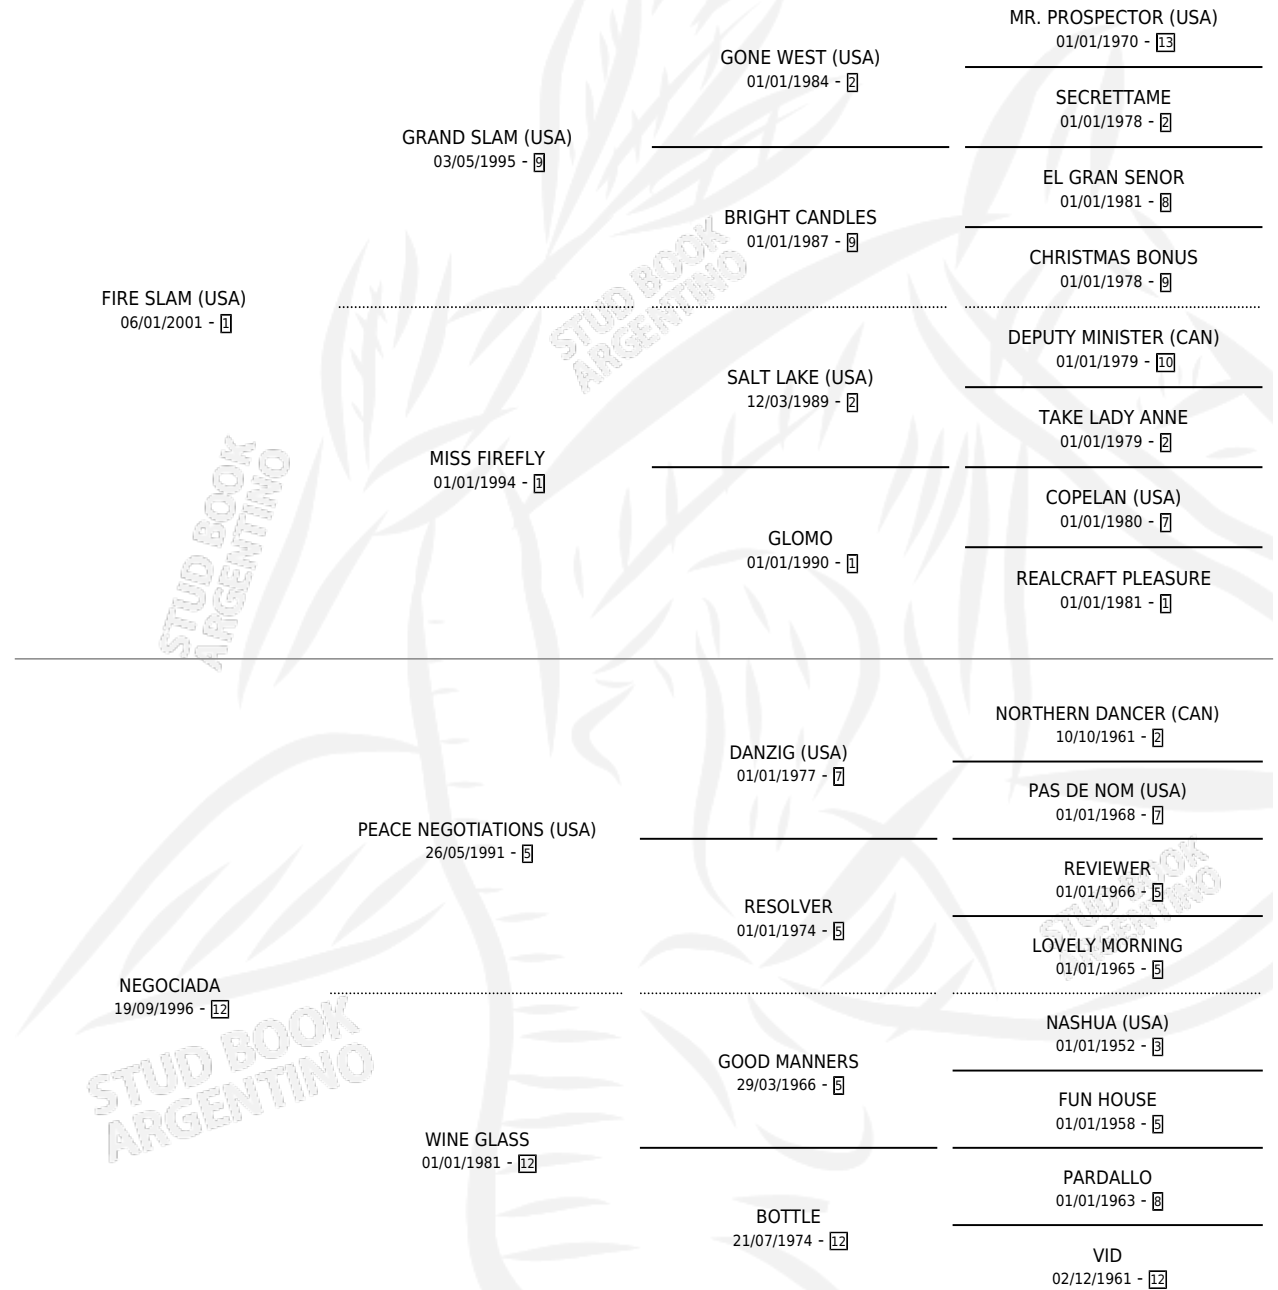 MR. PROSPECTOR (USA)
01/01/1970 - 13
GONE WEST (USA)
01/01/1984 - 2
SECRETTAME
01/01/1978 - 2
GRAND SLAM (USA)
03/05/1995 - 9
EL GRAN SENOR
01/01/1981 - 8
BRIGHT CANDLES
01/01/1987 - 9
CHRISTMAS BONUS
01/01/1978 - 9
FIRE SLAM (USA)
06/01/2001 - 1
DEPUTY MINISTER (CAN)
01/01/1979 - 10
SALT LAKE (USA)
12/03/1989 - 2
TAKE LADY ANNE
01/01/1979 - 2
MISS FIREFLY
01/01/1994 - 1
COPELAN (USA)
01/01/1980 - 7
GLOMO
01/01/1990 - 1
REALCRAFT PLEASURE
01/01/1981 - 1
STUD BOOK
ARGENTINO
STUD BOOK
ARGENTINO
NORTHERN DANCER (CAN)
10/10/1961 - 2
DANZIG (USA)
01/01/1977 - 7
PAS DE NOM (USA)
01/01/1968 - 7
PEACE NEGOTIATIONS (USA)
26/05/1991 - 5
REVIEWER
01/01/1966 - 5
RESOLVER
01/01/1974 - 5
LOVELY MORNING
01/01/1965 - 5
NEGOCIADA
19/09/1996 - 12
NASHUA (USA)
01/01/1952 - 3
GOOD MANNERS
29/03/1966 - 5
FUN HOUSE
01/01/1958 - 5
WINE GLASS
01/01/1981 - 12
PARDALLO
01/01/1963 - 8
BOTTLE
21/07/1974 - 12
VID
02/12/1961 - 12
STUD BOOK
ARGENTINO
STUD BOOK
ARGENTINO